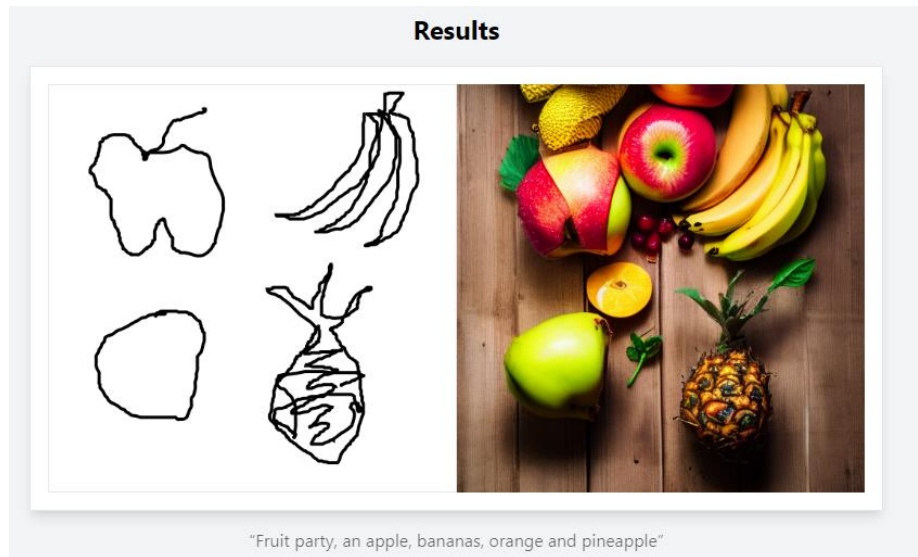 Results
“Fruit party, an apple, bananas, orange and pineapple”